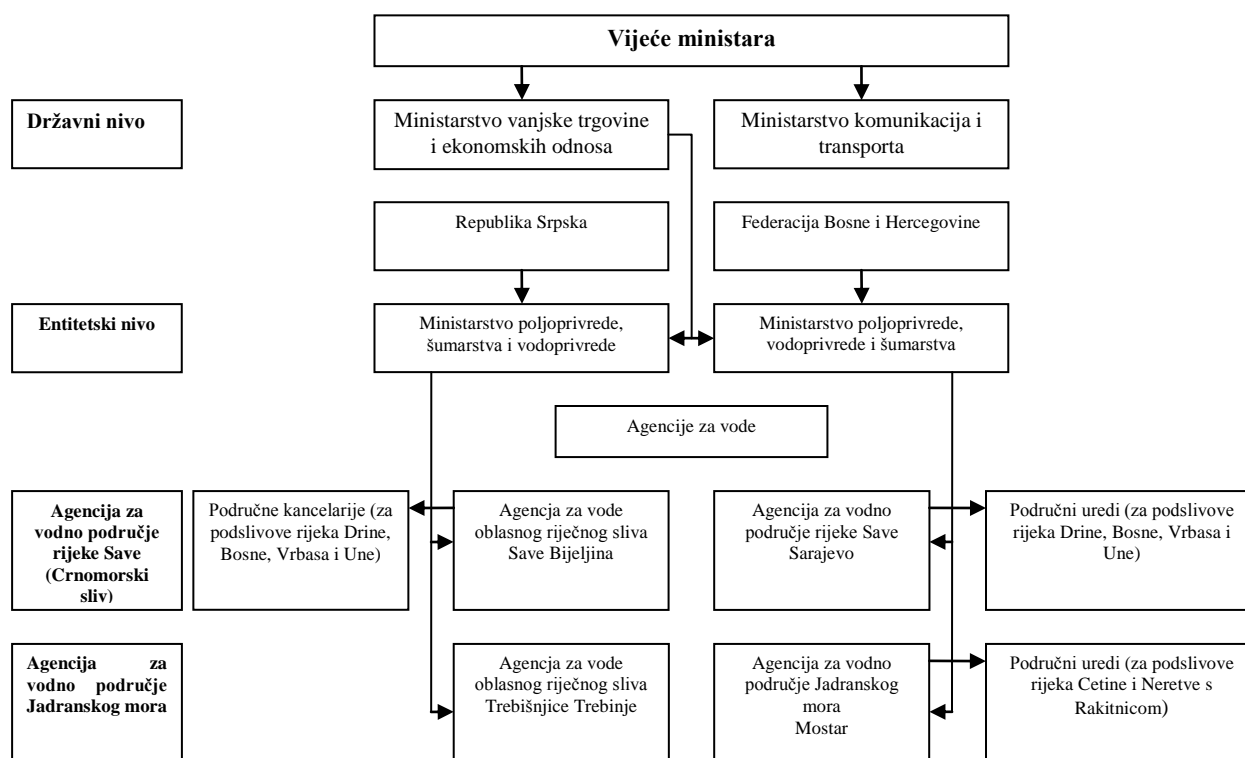 Vijeće ministara
Državni nivo
Ministarstvo vanjske trgovine
i ekonomskih odnosa
Ministarstvo komunikacija i
transporta
Republika Srpska
Federacija Bosne i Hercegovine
Entitetski nivo
Ministarstvo poljoprivrede,
šumarstva i vodoprivrede
Ministarstvo poljoprivrede,
vodoprivrede i šumarstva
Agencije za vode
Agencija za
vodno područje
rijeke Save
(Crnomorski
sliv)
Područne kancelarije (za
podslivove rijeka Drine,
Bosne, Vrbasa i Une)
Agencja za vode
oblasnog riječnog sliva
Save Bijeljina
Agencija za vodno
područje rijeke Save
Sarajevo
Područni uredi (za podslivove
rijeka Drine, Bosne, Vrbasa i
Une)
Agencija za
vodno područje
Jadranskog mora
Agencja za vode
oblasnog riječnog sliva
Trebišnjice Trebinje
Agencija za vodno
područje Jadranskog
mora
Mostar
Područni uredi (za podslivove
rijeka Cetine i Neretve s
Rakitnicom)